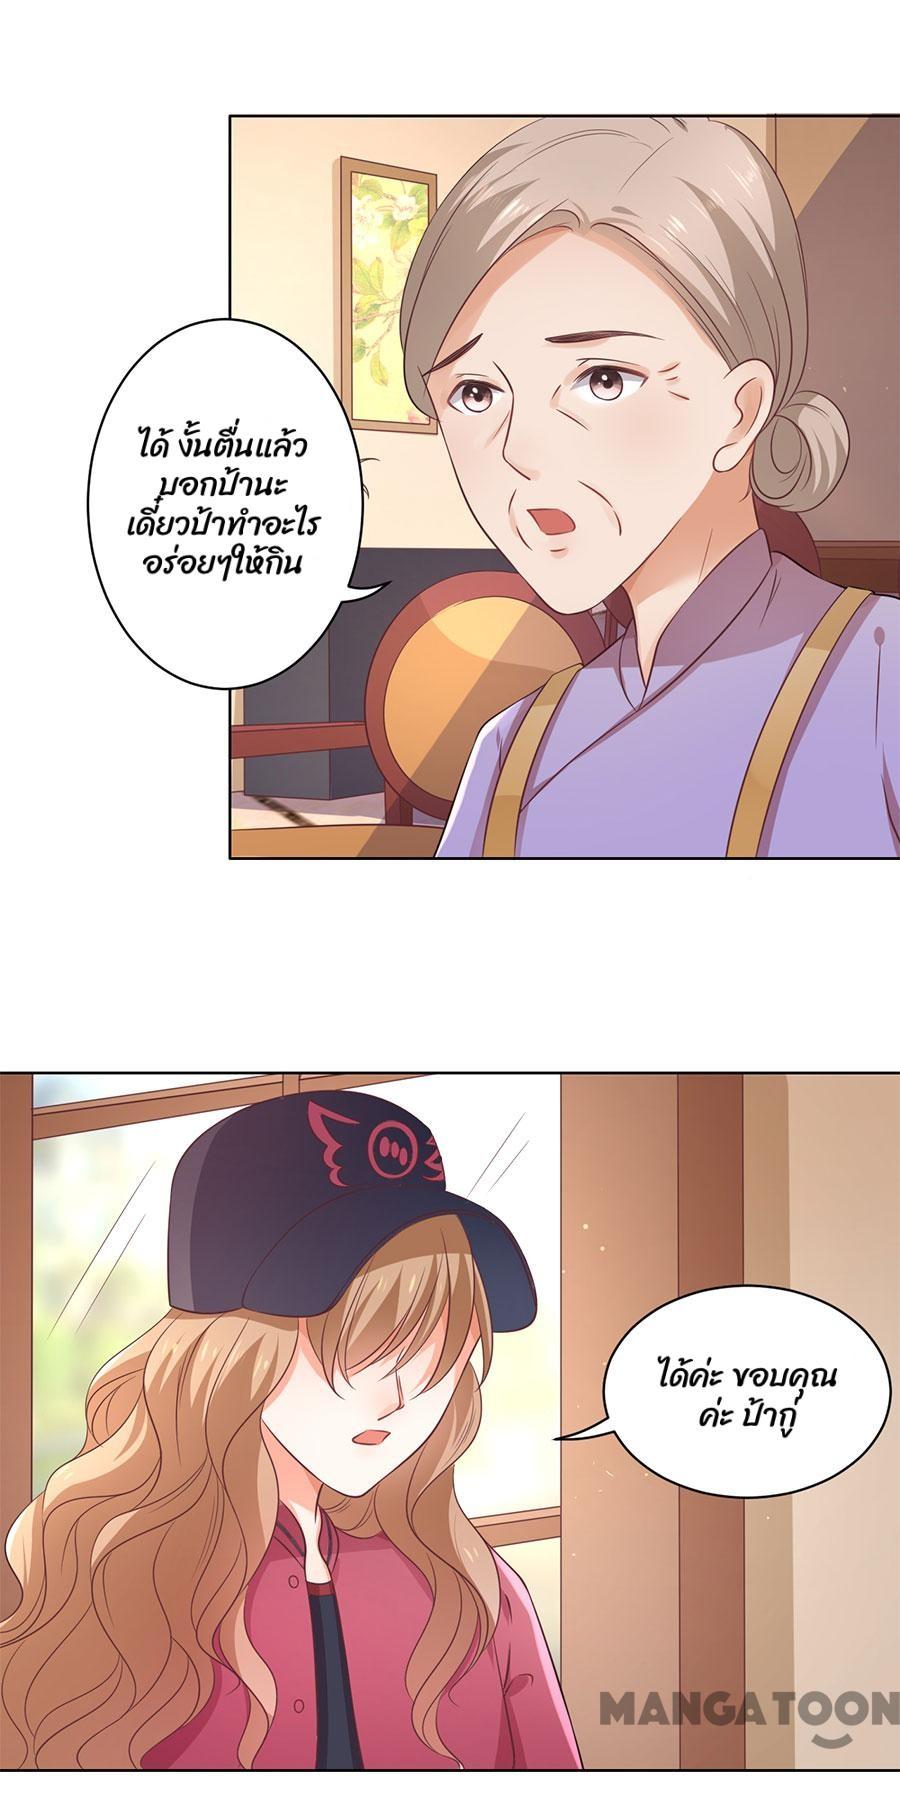 ได้ งั้นตื่นแล้ว
บอกป้านะ
เดี๋ยวป้าทำอะไร
อร่อยๆให้กิน
ได้ค่ะ ขอบคุณ
ค่ะ ป้ากู่
MANGATOON